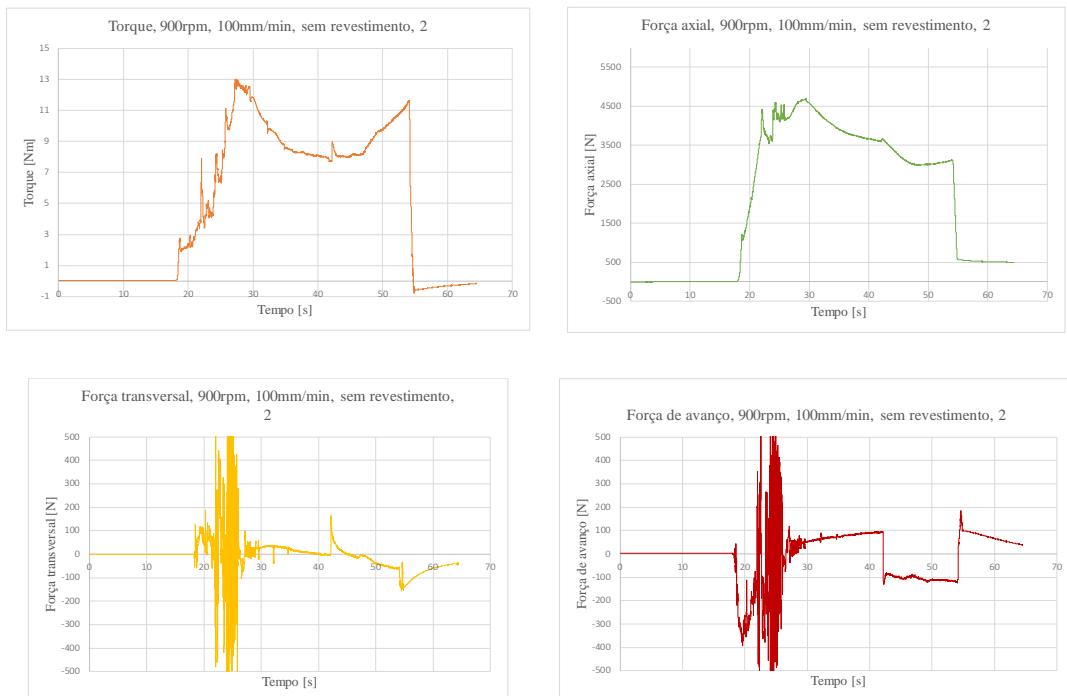 Torque, 900rpm, 100mm/min, sem revestimento, 2
15
13
11
9
7
5
3
1
-1
Torque [Nm]
0 10 20 30 40 50 60 70
Tempo [s]
Força axial, 900rpm, 100mm/min, sem revestimento, 2
5500
4500
3500
2500
1500
500
-500
Força axial [N]
0 10 20 30 40 50 60 70
Tempo [s]
Força transversal, 900rpm, 100mm/min, sem revestimento,
2
500
400
300
200
100
0
-100
-200
-300
-400
-500
Força transversal [N]
0 10 20 30 40 50 60 70
Tempo [s]
Força de avanço, 900rpm, 100mm/min, sem revestimento, 2
500
400
300
200
100
0
-100
-200
-300
-400
-500
Força de avanço [N]
0 10 20 30 40 50 60 70
Tempo [s]